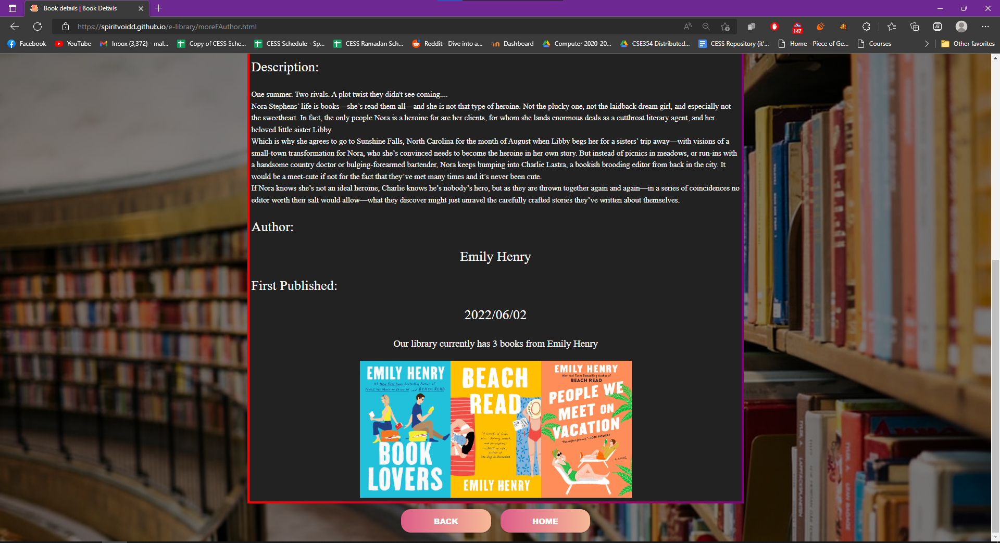 Book details | Book Details
https://spiritvoidd.github.io/e-library/moreFAuthor.html
147
Facebook
YouTube
Inbox (3,372) - mal...
Copy of CESS Sche...
CESS Schedule - Sp...
CESS Ramadan Sch...
Reddit - Dive into a...
Dashboard
Computer 2020-20...
CSE354 Distributed...
CESS Repository (it'...
Home - Piece of Ge...
Courses
Other favorites
Description:
One summer. Two rivals. A plot twist they didn't see coming....
Nora Stephens’ life is books—she’s read them all—and she is not that type of heroine. Not the plucky one, not the laidback dream girl, and especially not
the sweetheart. In fact, the only people Nora is a heroine for are her clients, for whom she lands enormous deals as a cutthroat literary agent, and her
beloved little sister Libby.
Which is why she agrees to go to Sunshine Falls, North Carolina for the month of August when Libby begs her for a sisters’ trip away—with visions of a
small-town transformation for Nora, who she’s convinced needs to become the heroine in her own story. But instead of picnics in meadows, or run-ins with
a handsome country doctor or bulging-forearmed bartender, Nora keeps bumping into Charlie Lastra, a bookish brooding editor from back in the city. It
would be a meet-cute if not for the fact that they’ve met many times and it’s never been cute.
If Nora knows she’s not an ideal heroine, Charlie knows he’s nobody’s hero, but as they are thrown together again and again—in a series of coincidences no
editor worth their salt would allow—what they discover might just unravel the carefully crafted stories they’ve written about themselves.
Author:
Emily Henry
First Published:
2022/06/02
Our library currently has 3 books from Emily Henry
EMILY HENRY
#1 New York Times Bestselling Author of
PEOPLE WE MEET ON VACATION and BEACH READ
BOOK
LOVERS
BEACH
READ
EMILY HENRY
EMILY HENRY
New York Times Bestselling Author of
BEACH READ
PEOPLE WE
MEET ON
VACATION
"The perfect getaway."—JODI PICOULT
a novel
BACK
HOME